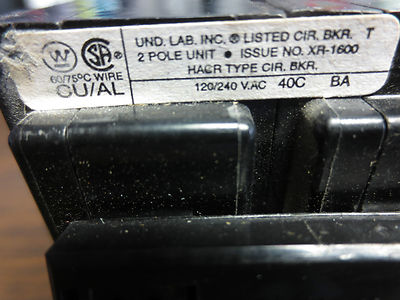 W SA
60/75°C WIRE
CU/AL
UND. LAB. INC.® LISTED CIR. BKR. T
2 POLE UNIT • ISSUE NO. XR-1600
HACR TYPE CIR. BKR.
120/240 V.AC 40C BA